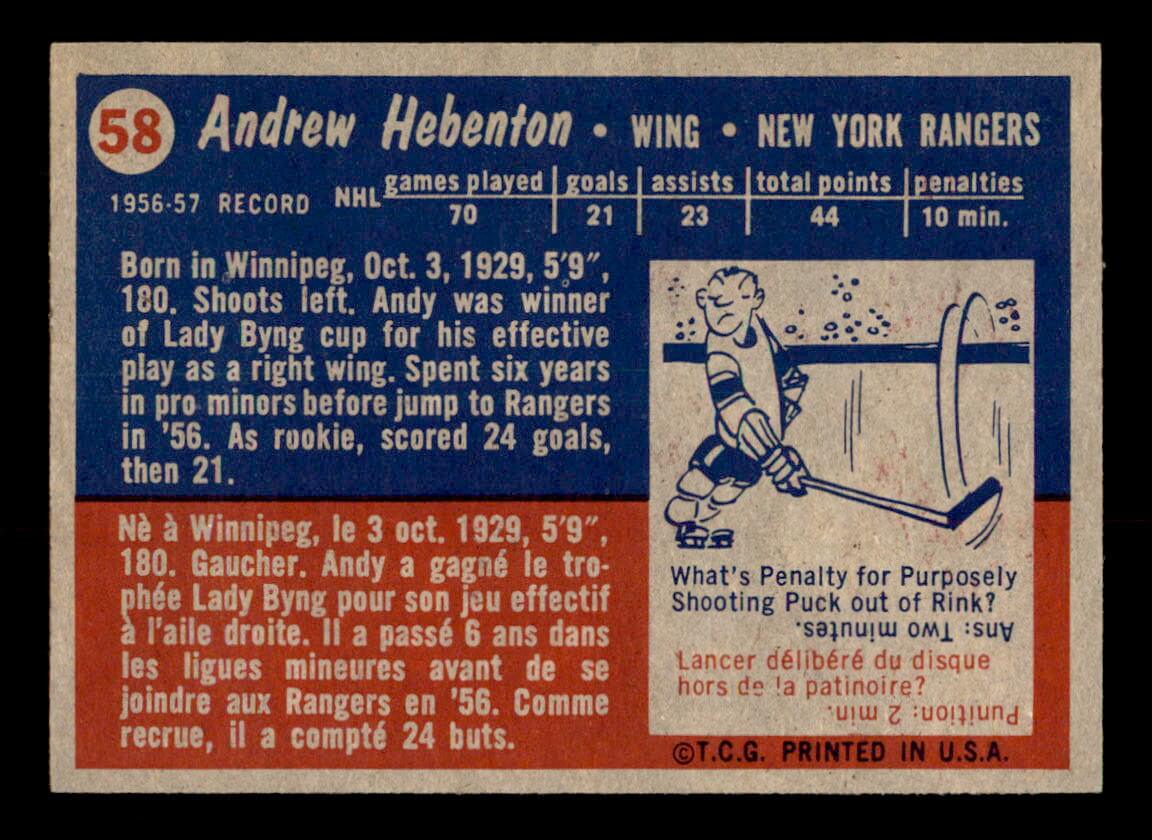 58 Andrew Hebenton • WING • NEW YORK RANGERS
1956-57 RECORD NHL games played goals assists total points penalties
70 21 23 44 10 min.
Born in Winnipeg, Oct. 3, 1929, 5'9",
180. Shoots left. Andy was winner
of Lady Byng cup for his effective
play as a right wing. Spent six years
in pro minors before jump to Rangers
in '56. As rookie, scored 24 goals,
then 21.
Nè à Winnipeg, le 3 oct. 1929, 5'9",
180. Gaucher. Andy a gagné le tro-
phée Lady Byng pour son jeu effectif
à l'aile droite. Il a passé 6 ans dans
les ligues mineures avant de se
joindre aux Rangers en '56. Comme
recrue, il a compté 24 buts.
What's Penalty for Purposely
Shooting Puck out of Rink?
Ans: Two minutes.
Lancer délibéré du disque
hors de la patinoire?
Punition: 2 min.
©T.C.G. PRINTED IN U.S.A.